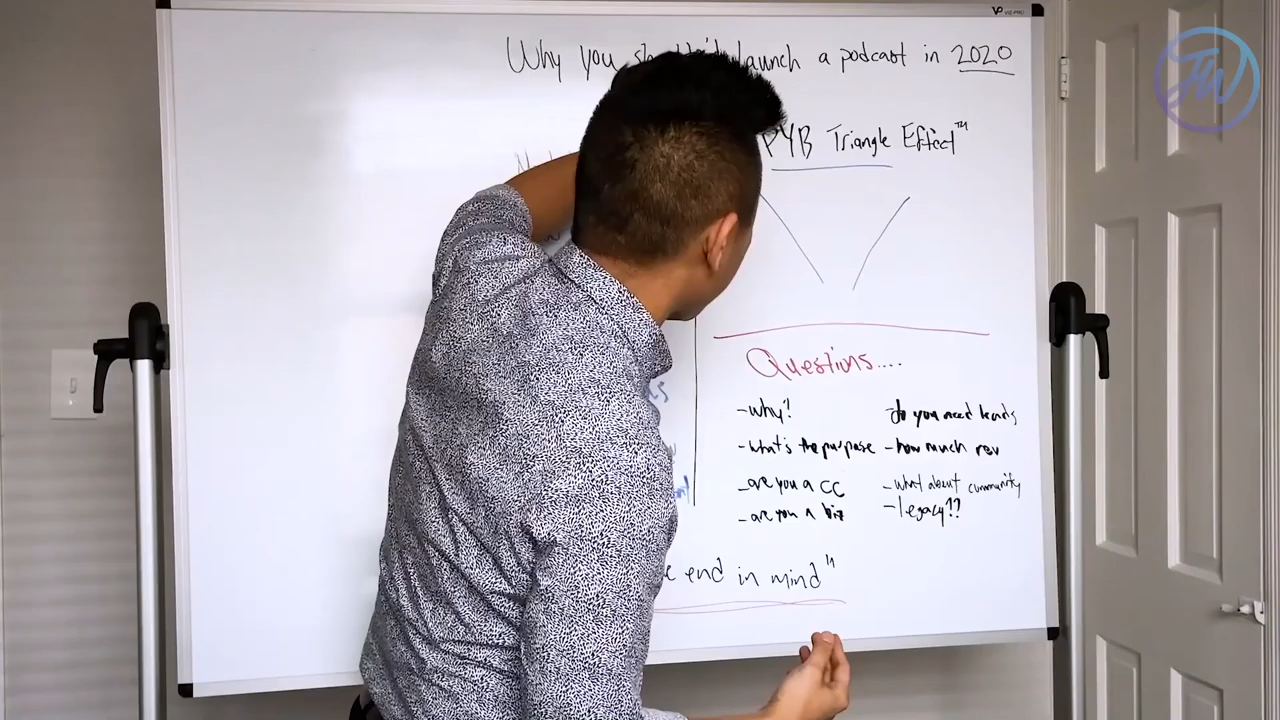 Why you launch a podcast in 2020
PYB Triangle Effect™
Questions....
-why?
-what's the purpose
-are you a CC
-are you a biz
-do you need leads
-how much rev
-what about community
-legacy??
end in mind"
JW